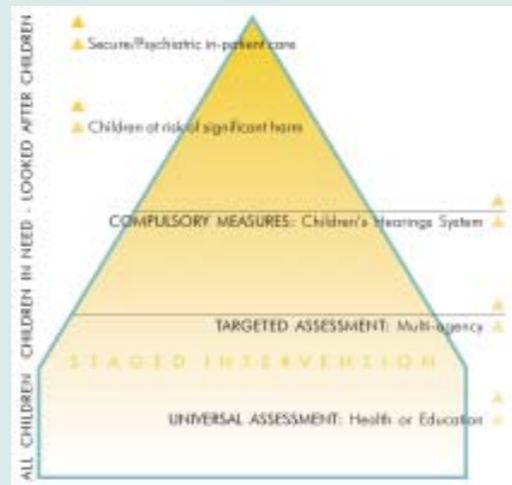 Secure/Psychiatric in-patient care
Children at risk of significant harm
COMPULSORY MEASURES: Children's Hearings System
TARGETED ASSESSMENT: Multi-agency
STAGED INTERVENTION
UNIVERSAL ASSESSMENT: Health or Education
ALL CHILDREN CHILDREN IN NEED - LOOKED AFTER CHILDREN